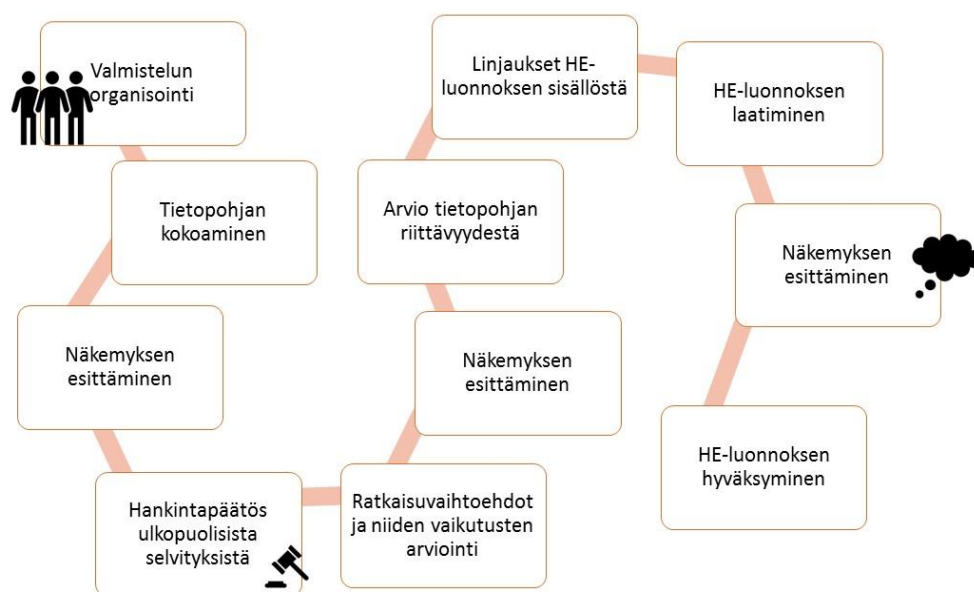 Valmistelun
organisointi
Tietopohjan
kokoaminen
Näkemyksen
esittäminen
Hankintapäätös
ulkopuolisista
selvityksistä
Ratkaisuvaihtoehdot
ja niiden vaikutusten
arviointi
Näkemyksen
esittäminen
Arvio tietopohjan
riittävyydestä
Linjaukset HE-
luonnoksen sisällöstä
HE-luonnoksen
laatiminen
Näkemyksen
esittäminen
HE-luonnoksen
hyväksyminen